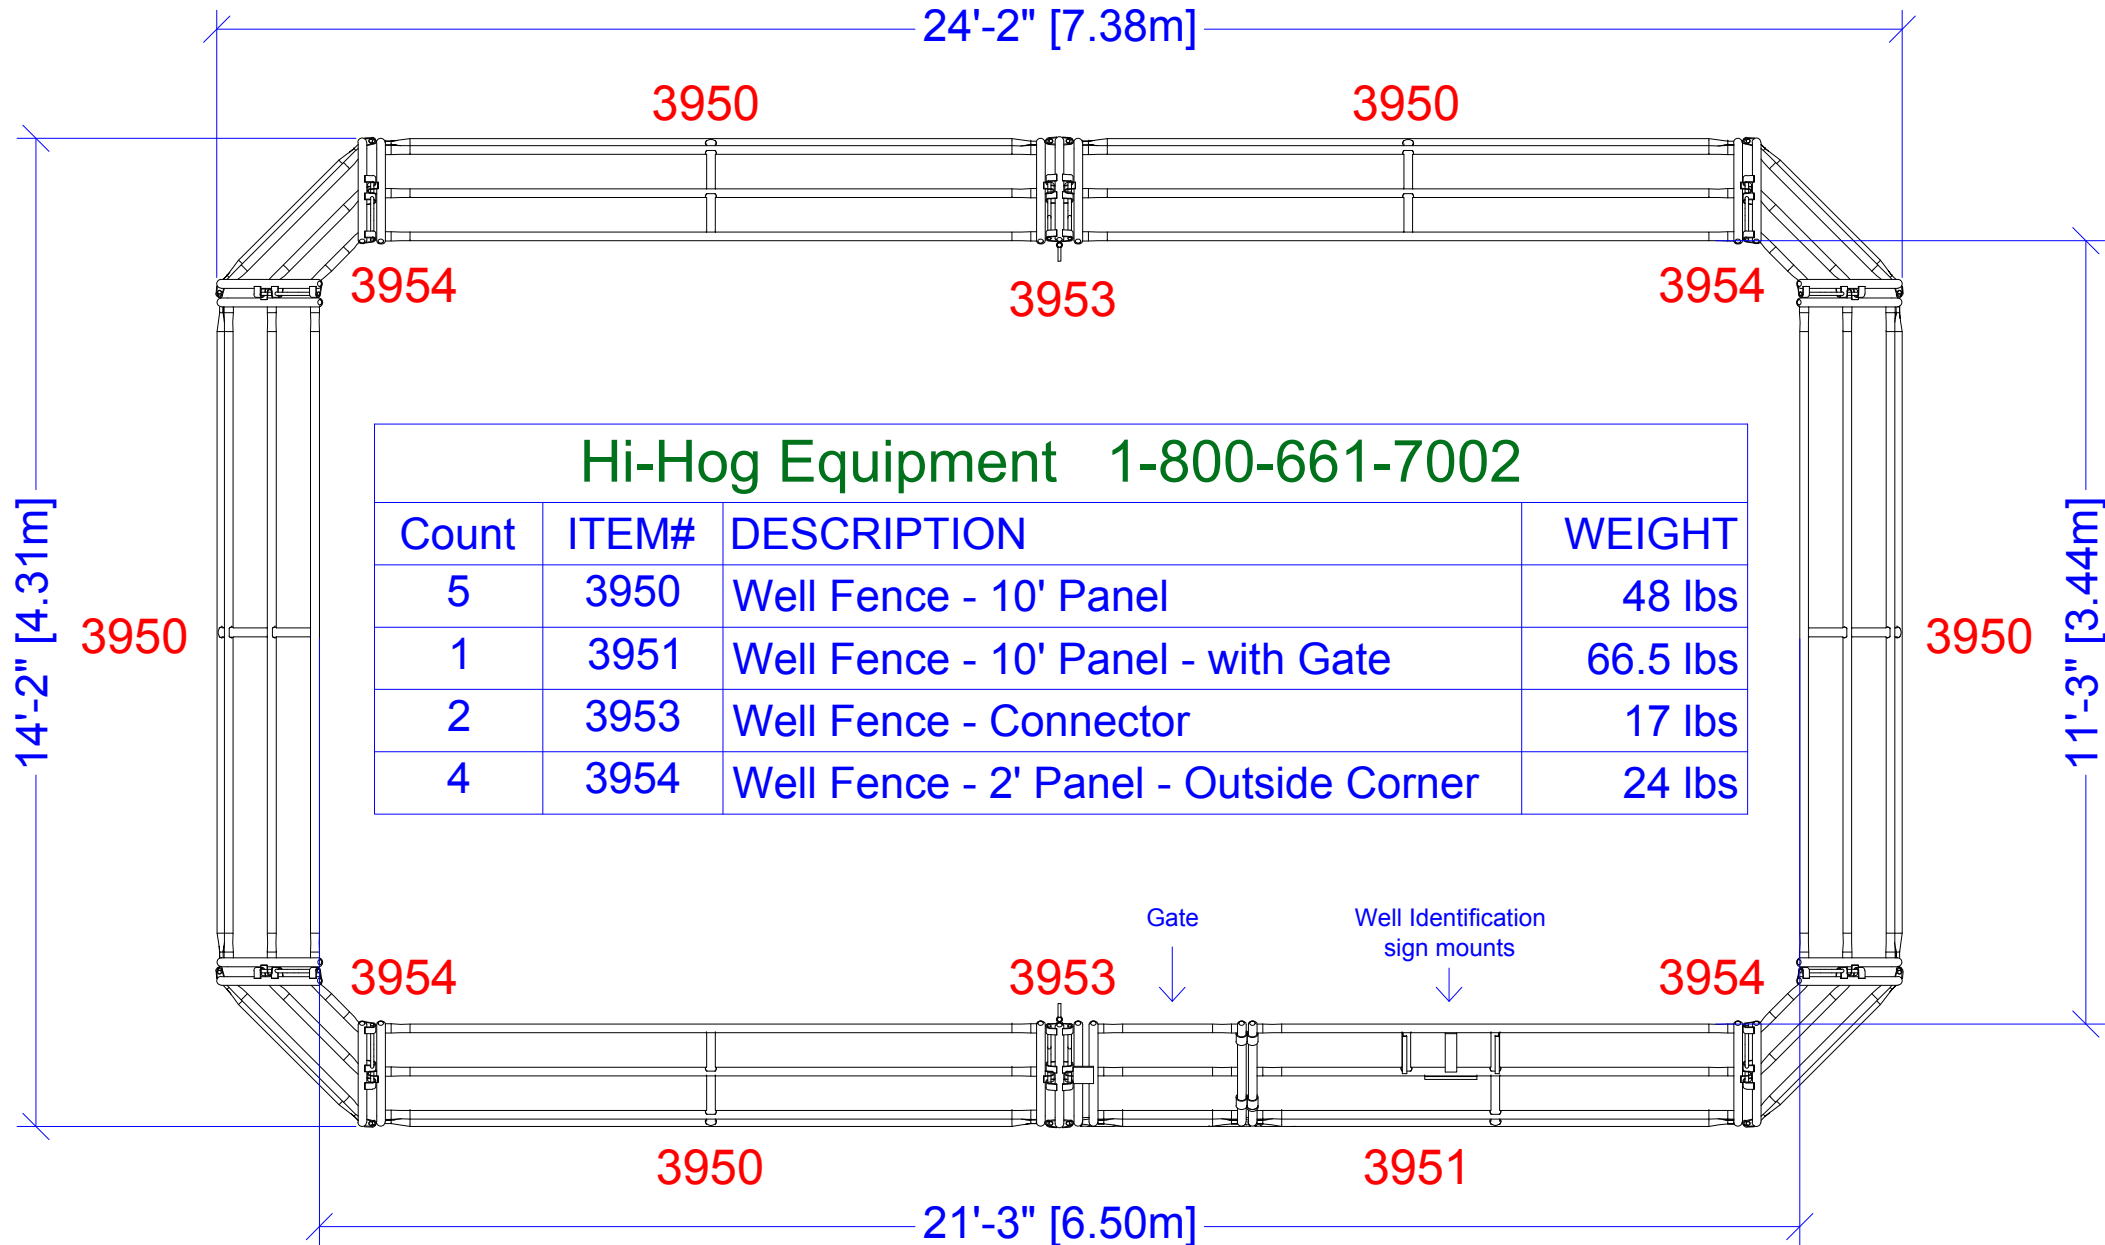 24'-2" [7.38m]
3950
3950
3954
3953
3954
14'-2" [4.31m]
3950
Hi-Hog Equipment 1-800-661-7002
Count ITEM# DESCRIPTION WEIGHT
5 3950 Well Fence - 10' Panel 48 lbs
1 3951 Well Fence - 10' Panel - with Gate 66.5 lbs
2 3953 Well Fence - Connector 17 lbs
4 3954 Well Fence - 2' Panel - Outside Corner 24 lbs
3950
11'-3" [3.44m]
Gate
Well Identification
sign mounts
3954
3953
3954
3950
3951
21'-3" [6.50m]